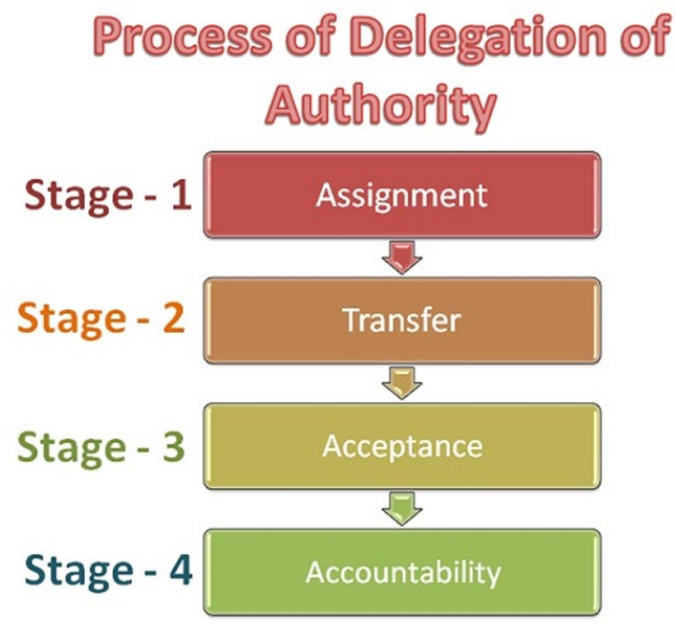 Process of Delegation of
Authority
Stage - 1
Assignment
Stage - 2
Transfer
Stage - 3
Acceptance
Stage - 4
Accountability